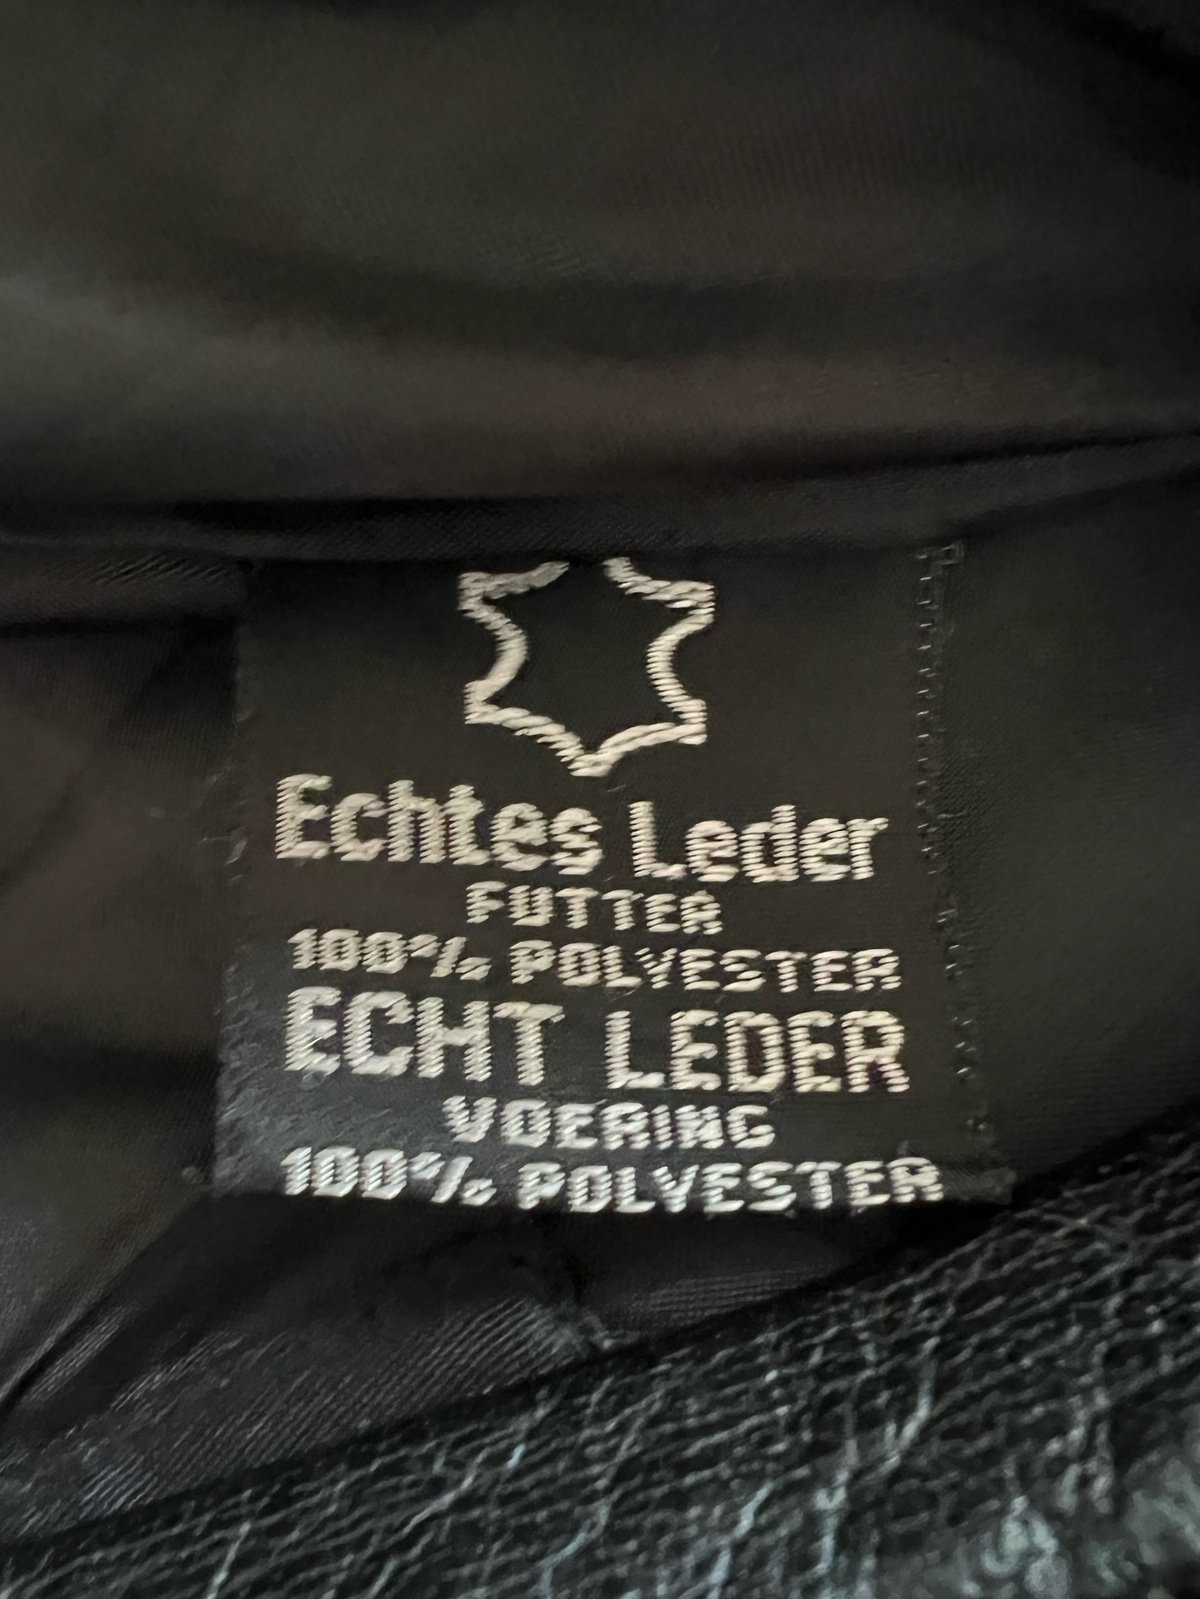 Echtes Leder
FUTTER
100% POLYESTER
ECHT LEDER
VOERING
100% POLYESTER